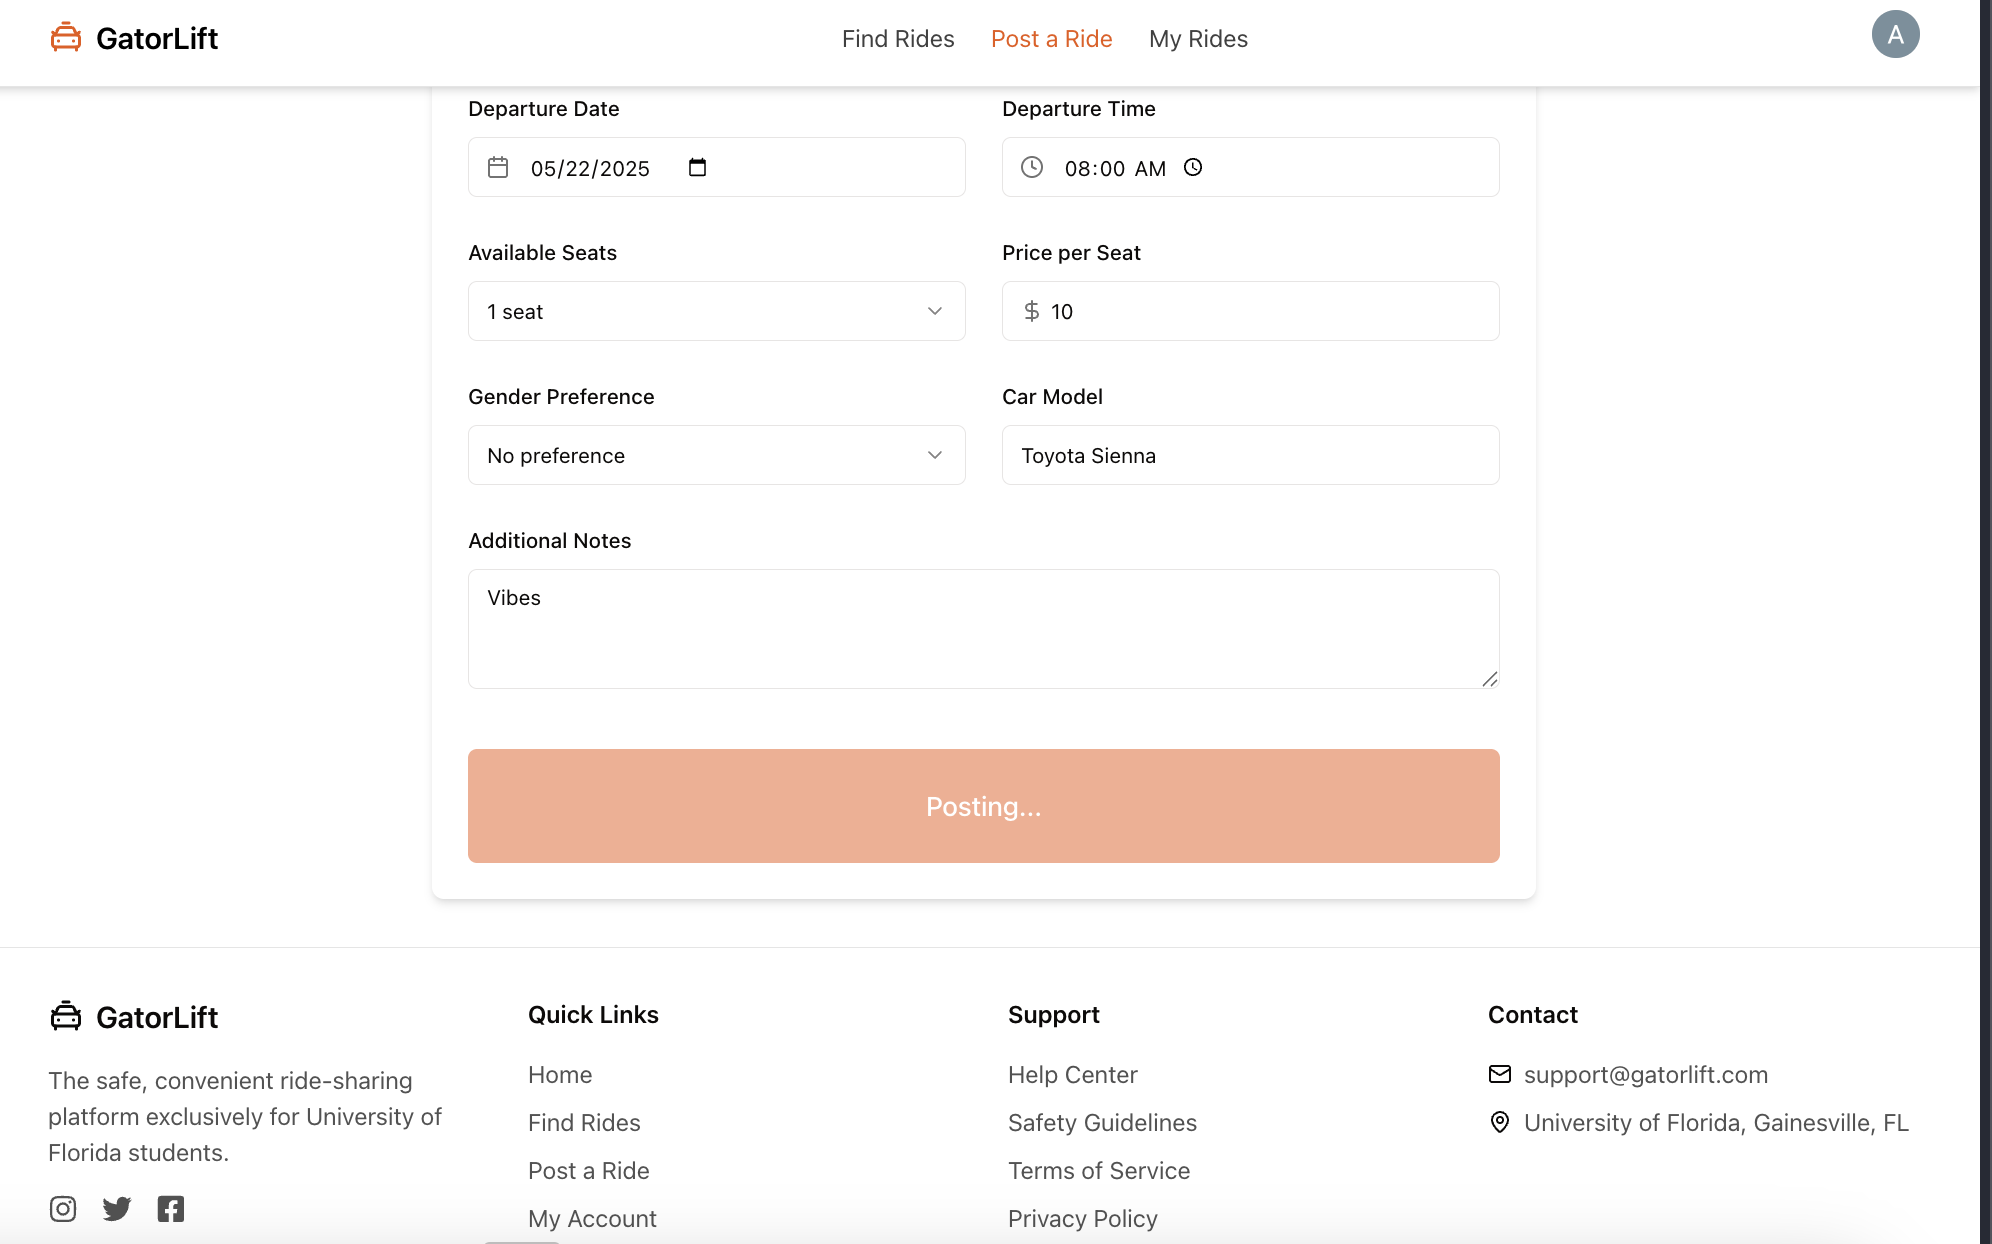 GatorLift
Find Rides
Post a Ride
My Rides
A
Departure Date
Departure Time
05/22/2025
08:00 AM
Available Seats
Price per Seat
1 seat
$ 10
Gender Preference
Car Model
No preference
Toyota Sienna
Additional Notes
Vibes
Posting...
GatorLift
The safe, convenient ride-sharing
platform exclusively for University of
Florida students.
Quick Links
Home
Find Rides
Post a Ride
My Account
Support
Help Center
Safety Guidelines
Terms of Service
Privacy Policy
Contact
support@gatorlift.com
University of Florida, Gainesville, FL